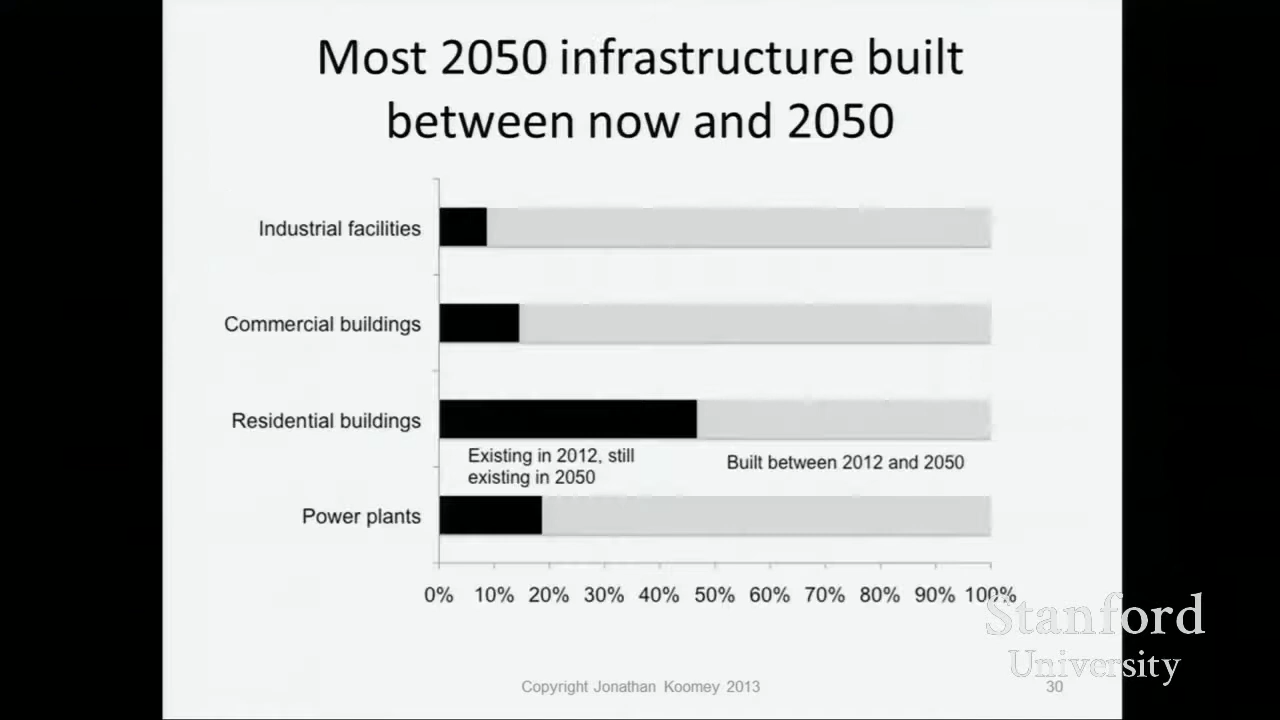 Most 2050 infrastructure built
between now and 2050
Industrial facilities
Commercial buildings
Residential buildings
Existing in 2012, still
existing in 2050
Built between 2012 and 2050
Power plants
0% 10% 20% 30% 40% 50% 60% 70% 80% 90% 100%
Stanford
University
Copyright Jonathan Koomey 2013
30